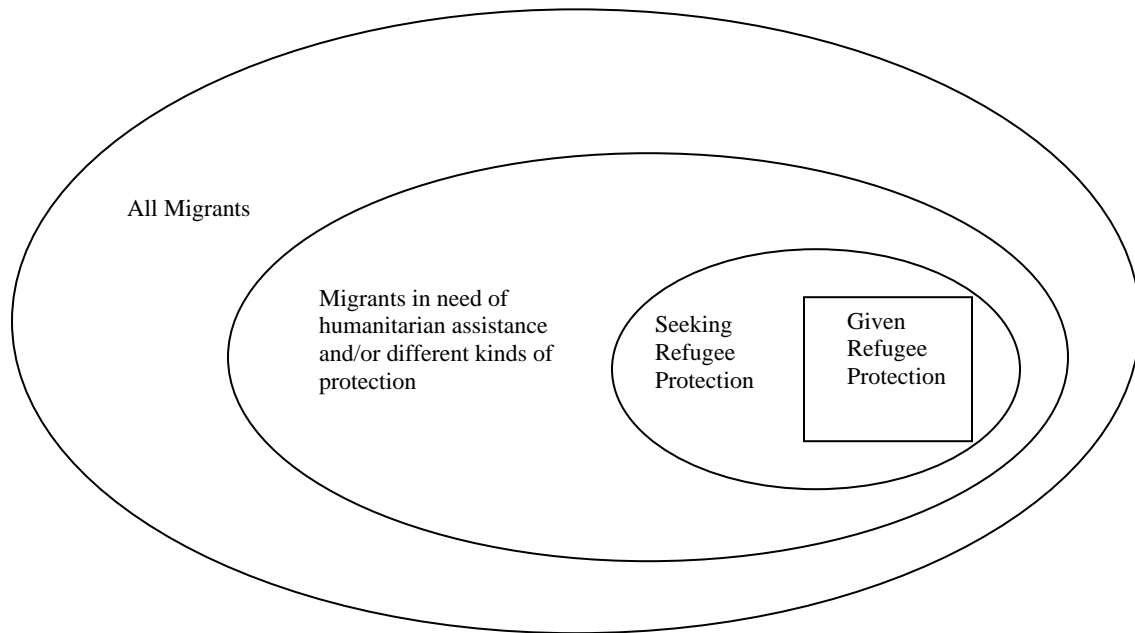 All Migrants
Migrants in need of
humanitarian assistance
and/or different kinds of
protection
Seeking
Refugee
Protection
Given
Refugee
Protection